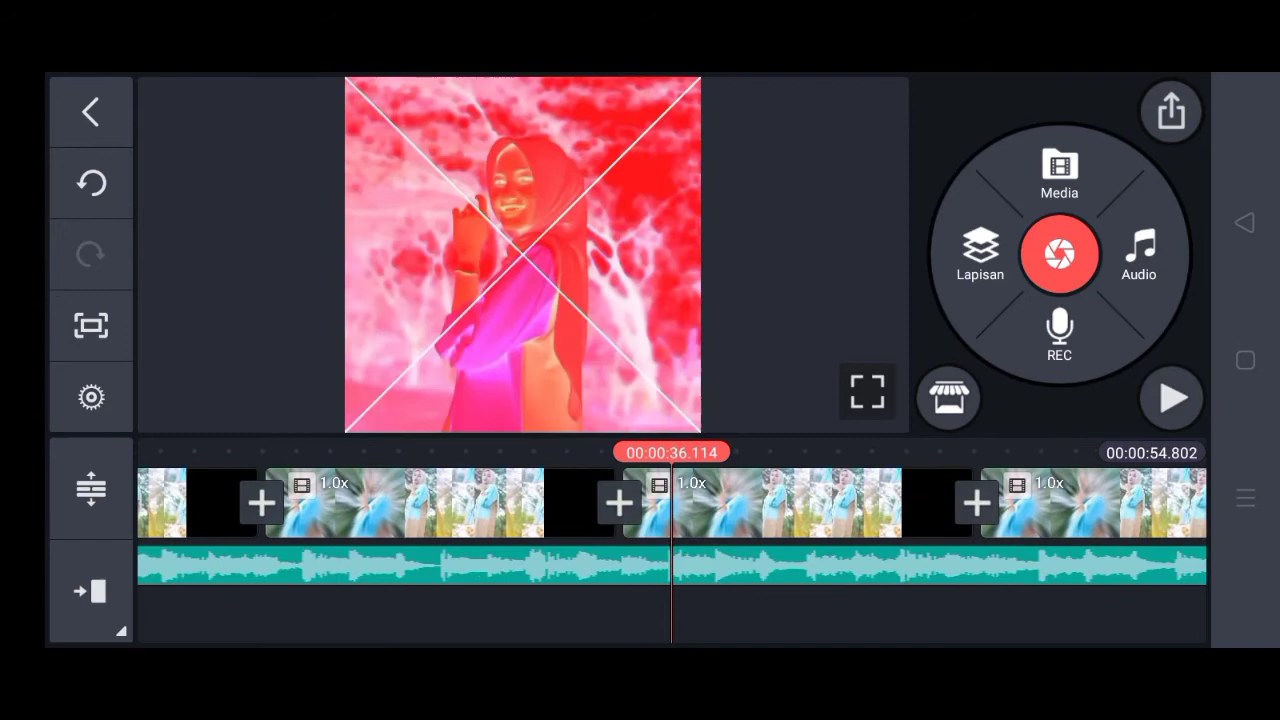 Media
Lapisan
Audio
REC
00:00:36.114
00:00:54.802
1.0x
1.0x
1.0x